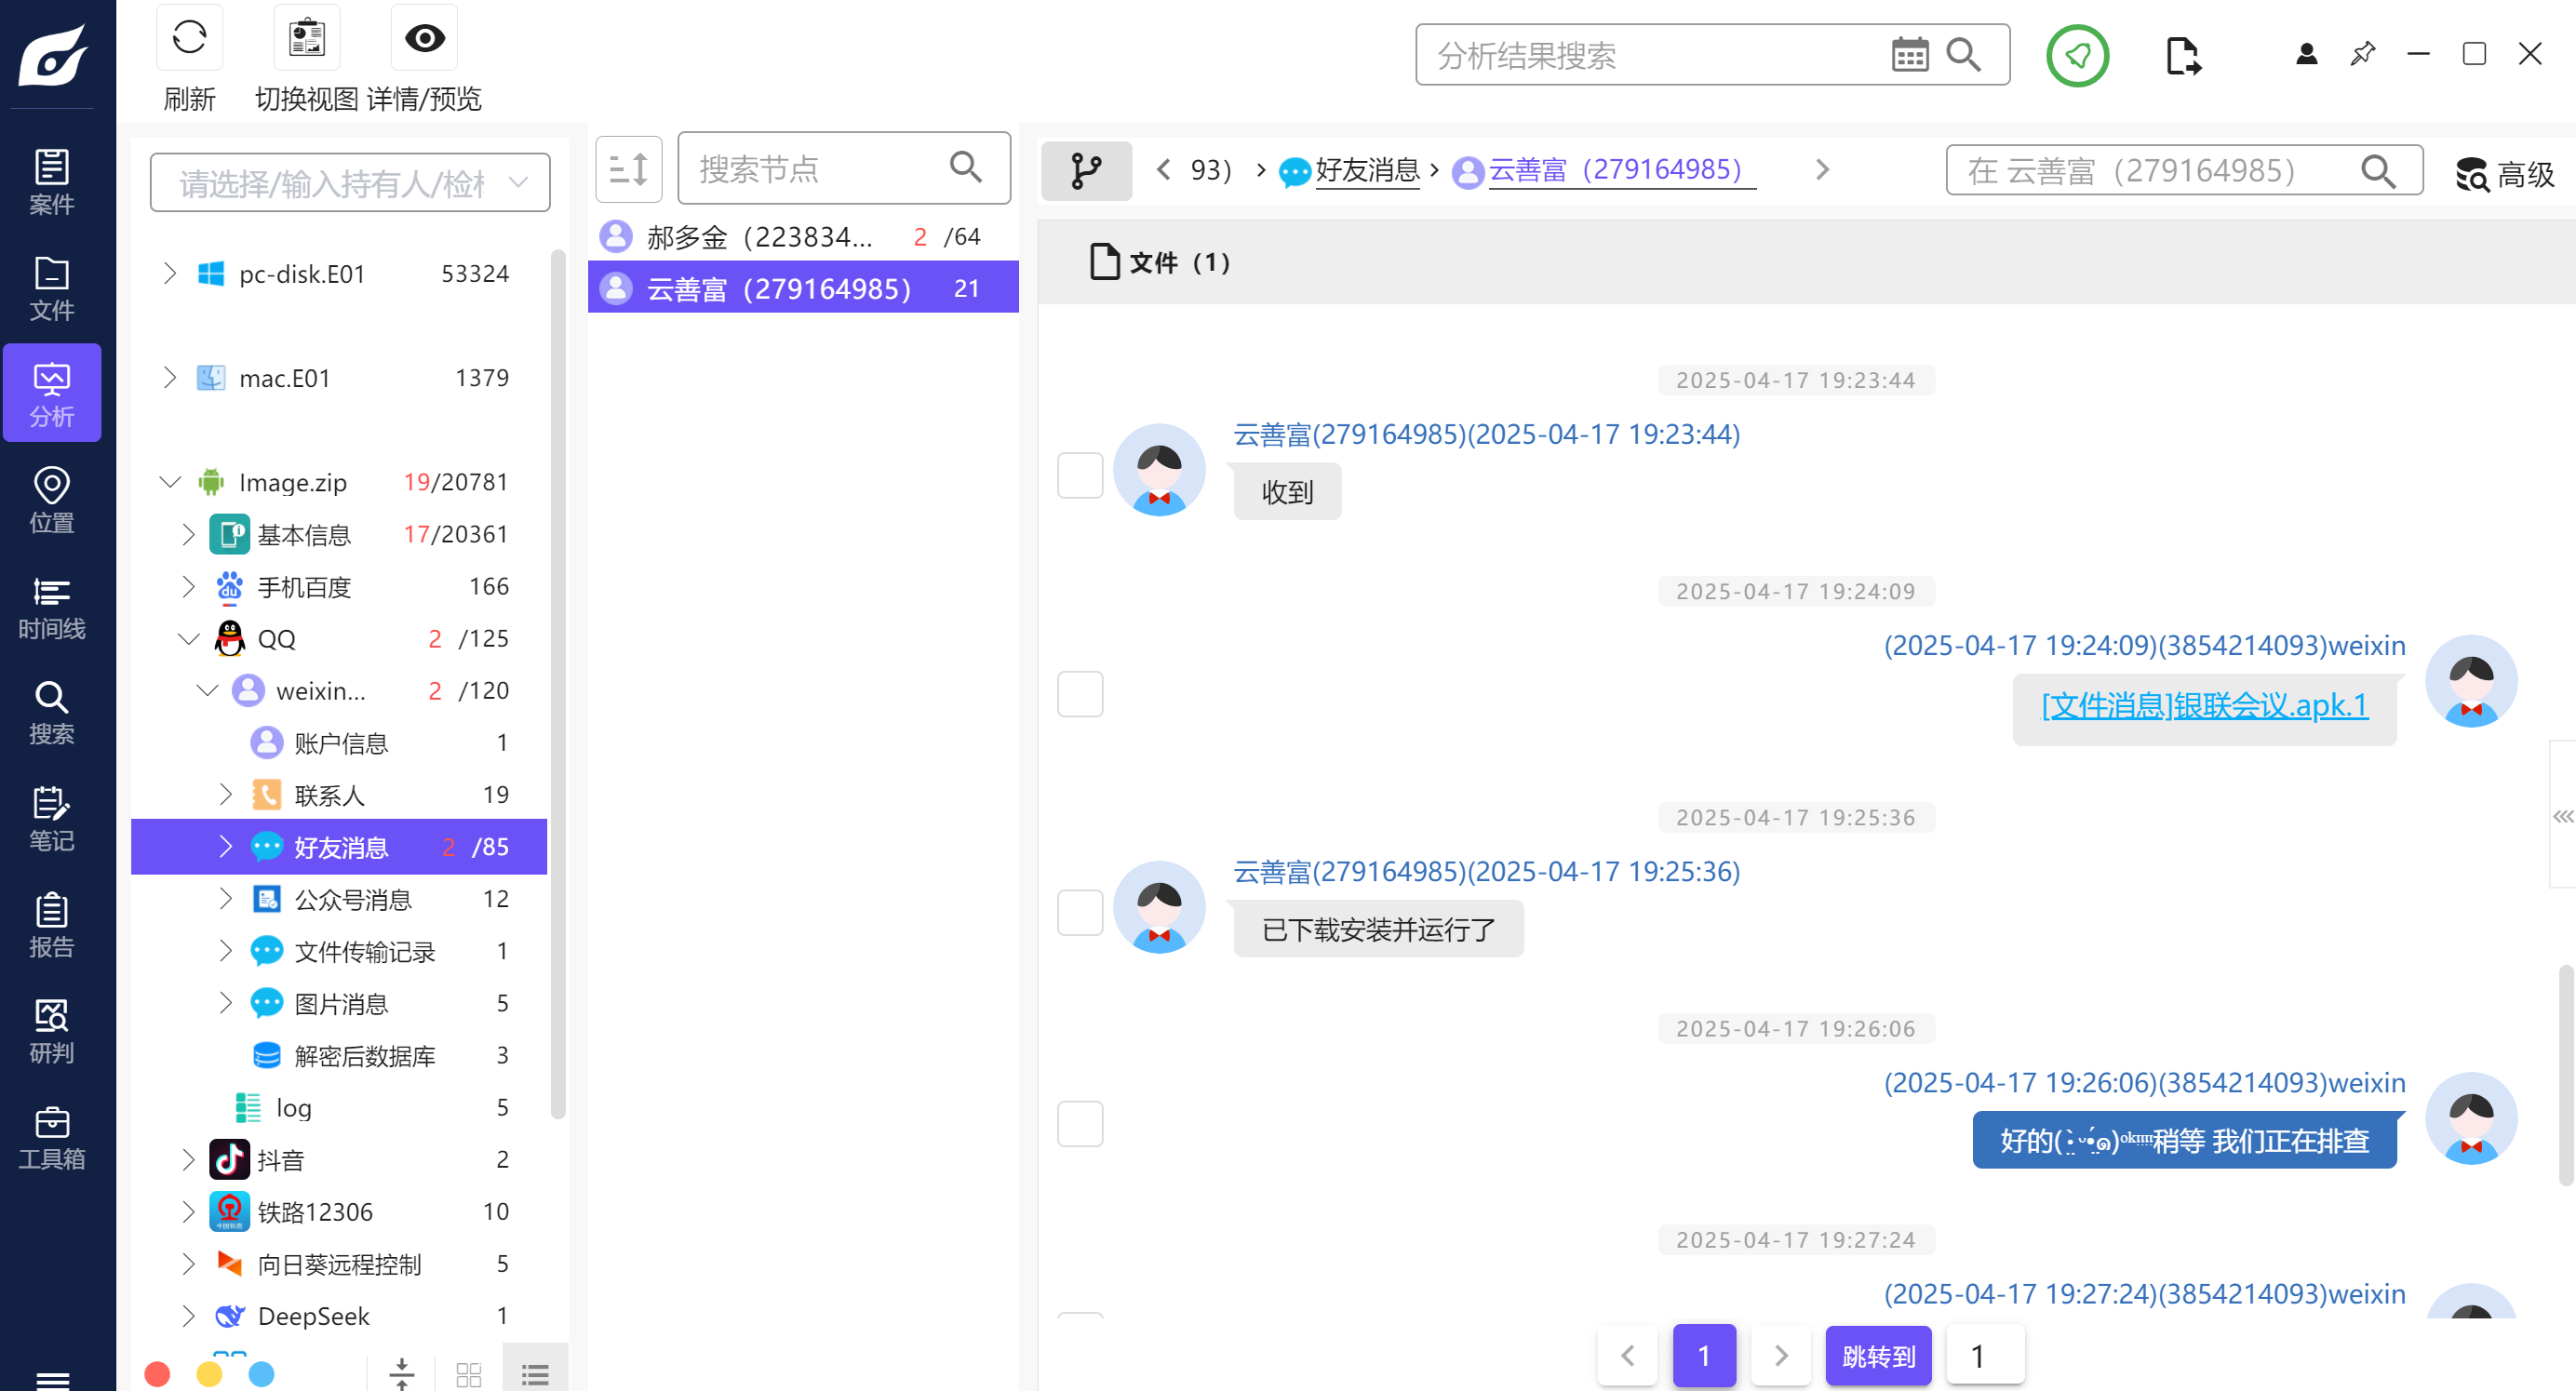 刷新
切换视图
详情/预览
分析结果搜索
案件
文件
分析
位置
时间线
搜索
笔记
报告
研判
工具箱
请选择/输入持有人/检材
pc-disk.E01 53324
mac.E01 1379
Image.zip 19/20781
基本信息 17/20361
手机百度 166
QQ 2 /125
weixin... 2 /120
账户信息 1
联系人 19
好友消息 2 /85
公众号消息 12
文件传输记录 1
图片消息 5
解密后数据库 3
log 5
抖音 2
铁路12306 10
向日葵远程控制 5
DeepSeek 1
搜索节点
郝多金（223834... 2 /64
云善富（279164985） 21
93） › 好友消息 › 云善富（279164985）
在 云善富（279164985）
高级
文件（1）
2025-04-17 19:23:44
云善富(279164985)(2025-04-17 19:23:44)
收到
2025-04-17 19:24:09
(2025-04-17 19:24:09)(3854214093)weixin
[文件消息]银联会议.apk.1
2025-04-17 19:25:36
云善富(279164985)(2025-04-17 19:25:36)
已下载安装并运行了
2025-04-17 19:26:06
(2025-04-17 19:26:06)(3854214093)weixin
稍等 我们正在排查
2025-04-17 19:27:24
(2025-04-17 19:27:24)(3854214093)weixin
1
跳转到
1